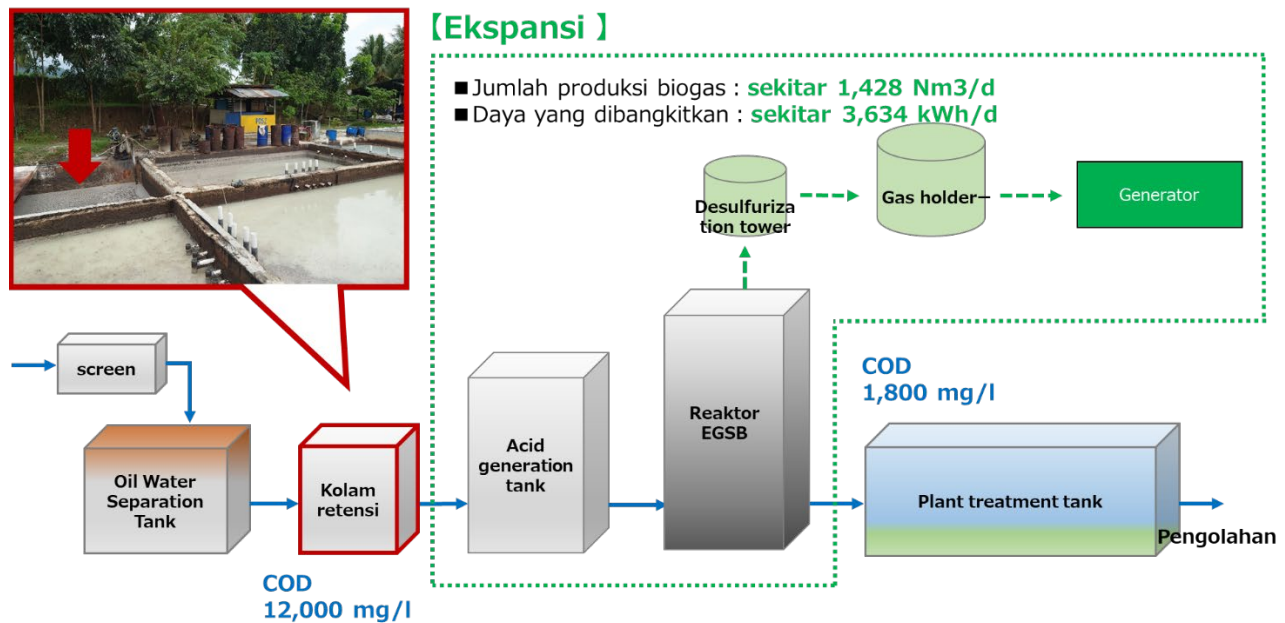 【Ekspansi 】
■Jumlah produksi biogas : sekitar 1,428 Nm3/d
■Daya yang dibangkitkan : sekitar 3,634 kWh/d
Desulfuriza
tion tower
Gas holder−
Generator
screen
Oil Water
Separation
Tank
Kolam
retensi
COD
12,000 mg/l
Acid
generation
tank
Reaktor
EGSB
COD
1,800 mg/l
Plant treatment tank
Pengolahan